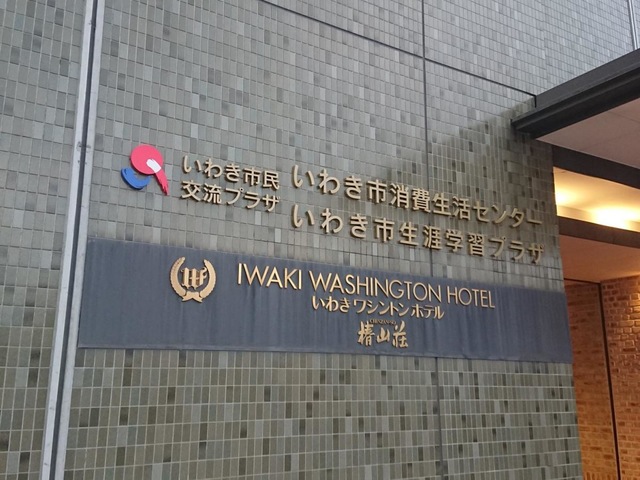 いわき市民
交流プラザ
いわき市消費生活センター
いわき市生涯学習プラザ
IWAKI WASHINGTON HOTEL
いわきワシントンホテル
CHINZANSO
椿山荘